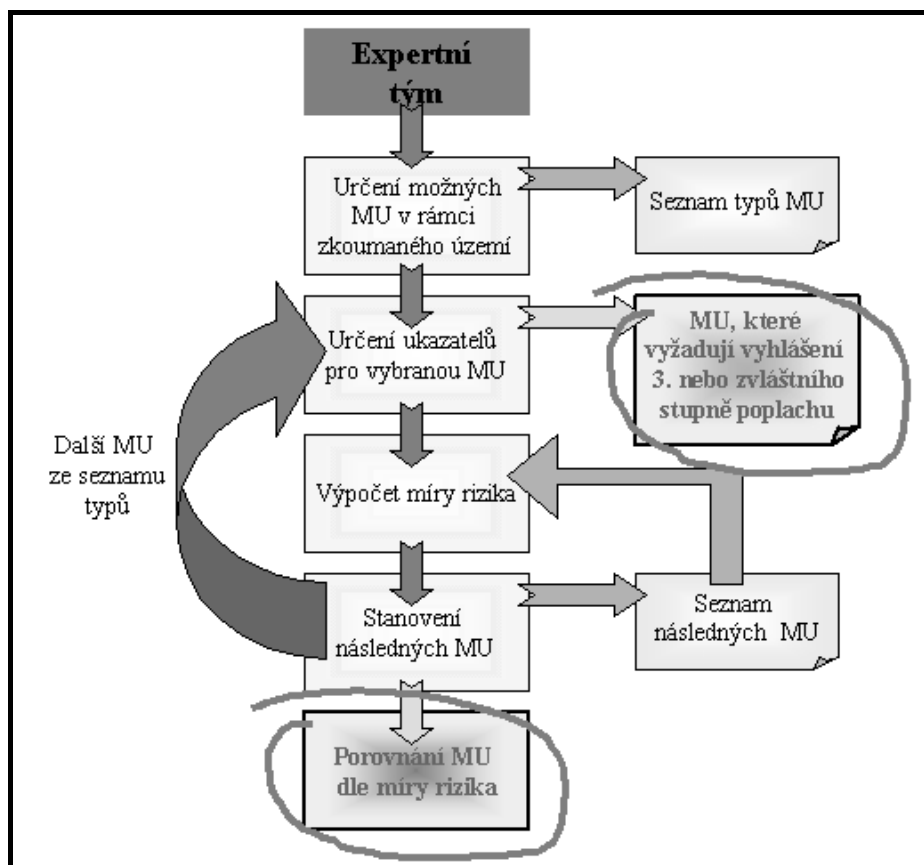 Expertní
tým
Určení možných
MU v rámci
zkoumaného území
Seznam typů MU
Určení ukazatelů
pro vybranou MU
MU, které
vyžadují vyhlášení
3. nebo zvláštního
stupně poplachu
Další MU
ze seznamu
typů
Výpočet míry rizika
Stanovení
následných MU
Seznam
následných MU
Porovnání MU
dle míry rizika